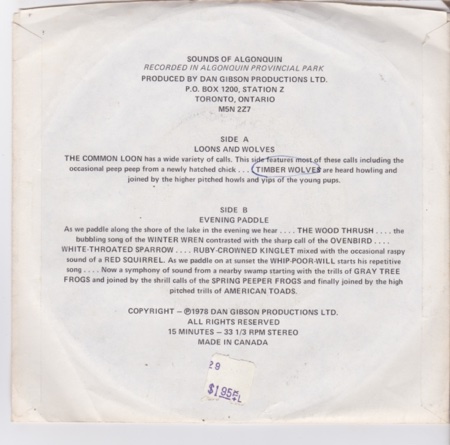 SOUNDS OF ALGONQUIN
RECORDED IN ALGONQUIN PROVINCIAL PARK
PRODUCED BY DAN GIBSON PRODUCTIONS LTD.
P.O. BOX 1200, STATION Z
TORONTO, ONTARIO
M5N 2Z7
SIDE A
LOONS AND WOLVES
THE COMMON LOON has a wide variety of calls. This side features most of these calls including the
occasional peep peep from a newly hatched chick . . . TIMBER WOLVES are heard howling and
joined by the higher pitched howls and yips of the young pups.
SIDE B
EVENING PADDLE
As we paddle along the shore of the lake in the evening we hear . . . . THE WOOD THRUSH . . . . the
bubbling song of the WINTER WREN contrasted with the sharp call of the OVENBIRD . . . .
WHITE-THROATED SPARROW . . . . RUBY-CROWNED KINGLET mixed with the occasional raspy
sound of a RED SQUIRREL. As we paddle on at sunset the WHIP-POOR-WILL starts his repetitive
song . . . . Now a symphony of sound from a nearby swamp starting with the trills of GRAY TREE
FROGS and joined by the thrill calls of the SPRING PEEPER FROGS and finally joined by the high
pitched trills of AMERICAN TOADS.
COPYRIGHT – ℗1978 DAN GIBSON PRODUCTIONS LTD.
ALL RIGHTS RESERVED
15 MINUTES – 33 1/3 RPM STEREO
MADE IN CANADA
29
$1.95